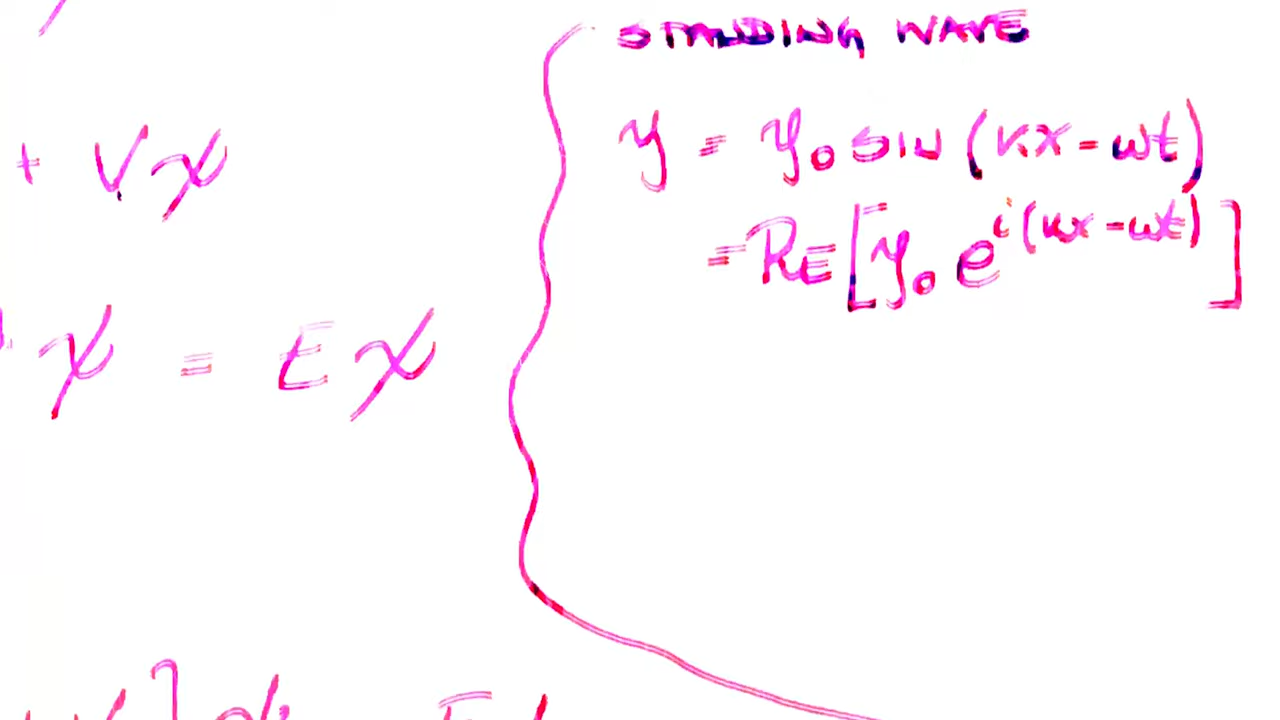 STANDING WAVE
y = y₀ SIN (kx - ωt)
= RE [y₀ e^{i(kx - ωt)}]
+ Vχ
χ = Eχ